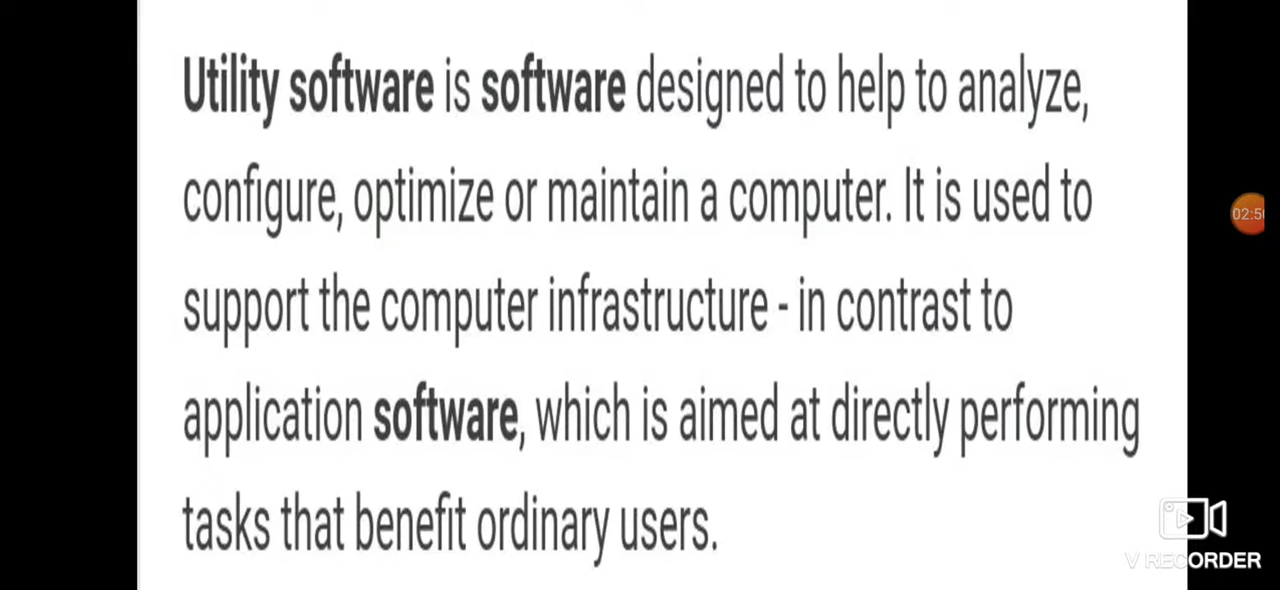 Utility software is software designed to help to analyze,
configure, optimize or maintain a computer. It is used to
support the computer infrastructure - in contrast to
application software, which is aimed at directly performing
tasks that benefit ordinary users.
V RECORDER